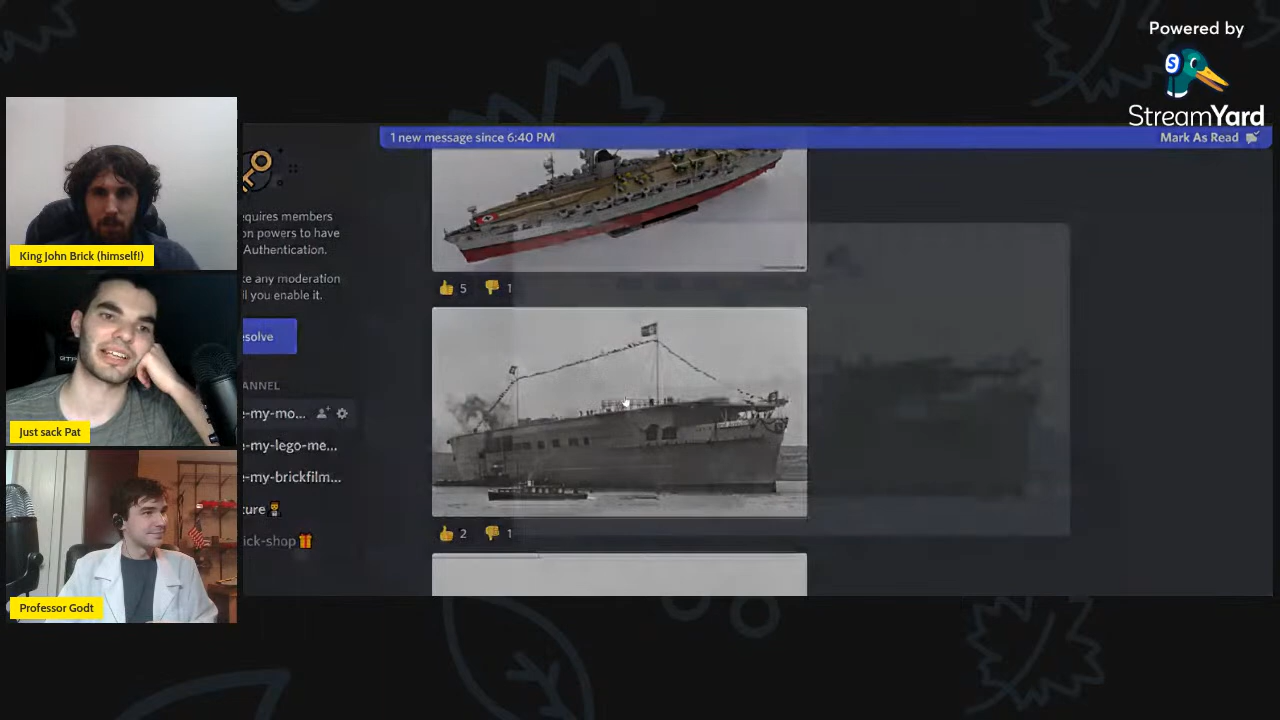 Powered by
StreamYard
1 new message since 6:40 PM
Mark As Read
equires members
on powers to have
Authentication.
ke any moderation
il you enable it.
esolve
ANNEL
e-my-mo...
e-my-lego-me...
e-my-brickfilm...
ture
ick-shop
5
1
2
1
King John Brick (himself!)
Just sack Pat
Professor Godt